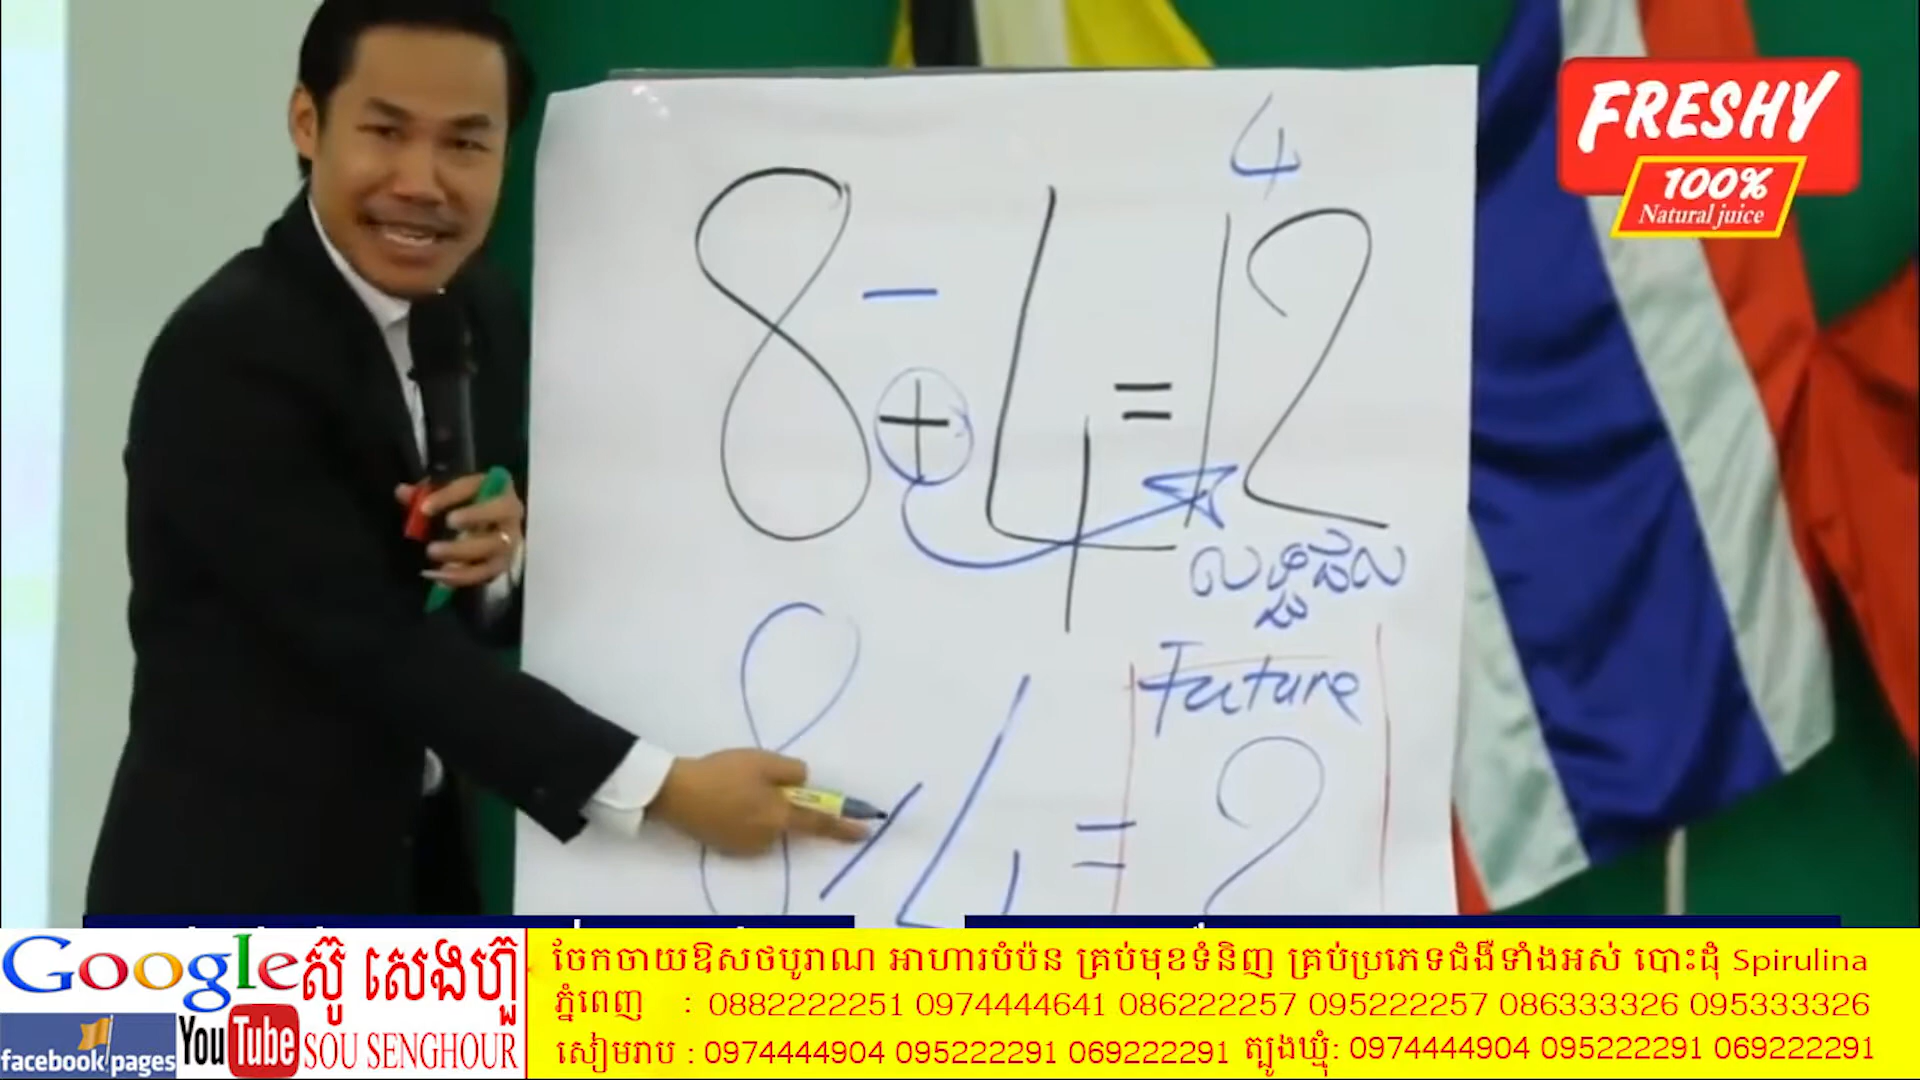 FRESHY
100%
Natural juice
4
8 - 4 = 12
+
លទ្ធផល
Future
8 / 4 = 2
Google
ស៊ូ សេងហ៊ួ
facebook pages
YouTube
SOU SENGHOUR
ចែកចាយឱសថបូរាណ អាហារបំប៉ន គ្រប់មុខទំនិញ គ្រប់ប្រភេទជំងឺទាំងអស់ បោះដុំ Spirulina
ភ្នំពេញ : 0882222251 0974444641 086222257 095222257 086333326 095333326
សៀមរាប : 0974444904 095222291 069222291 ត្បូងឃ្មុំ: 0974444904 095222291 069222291